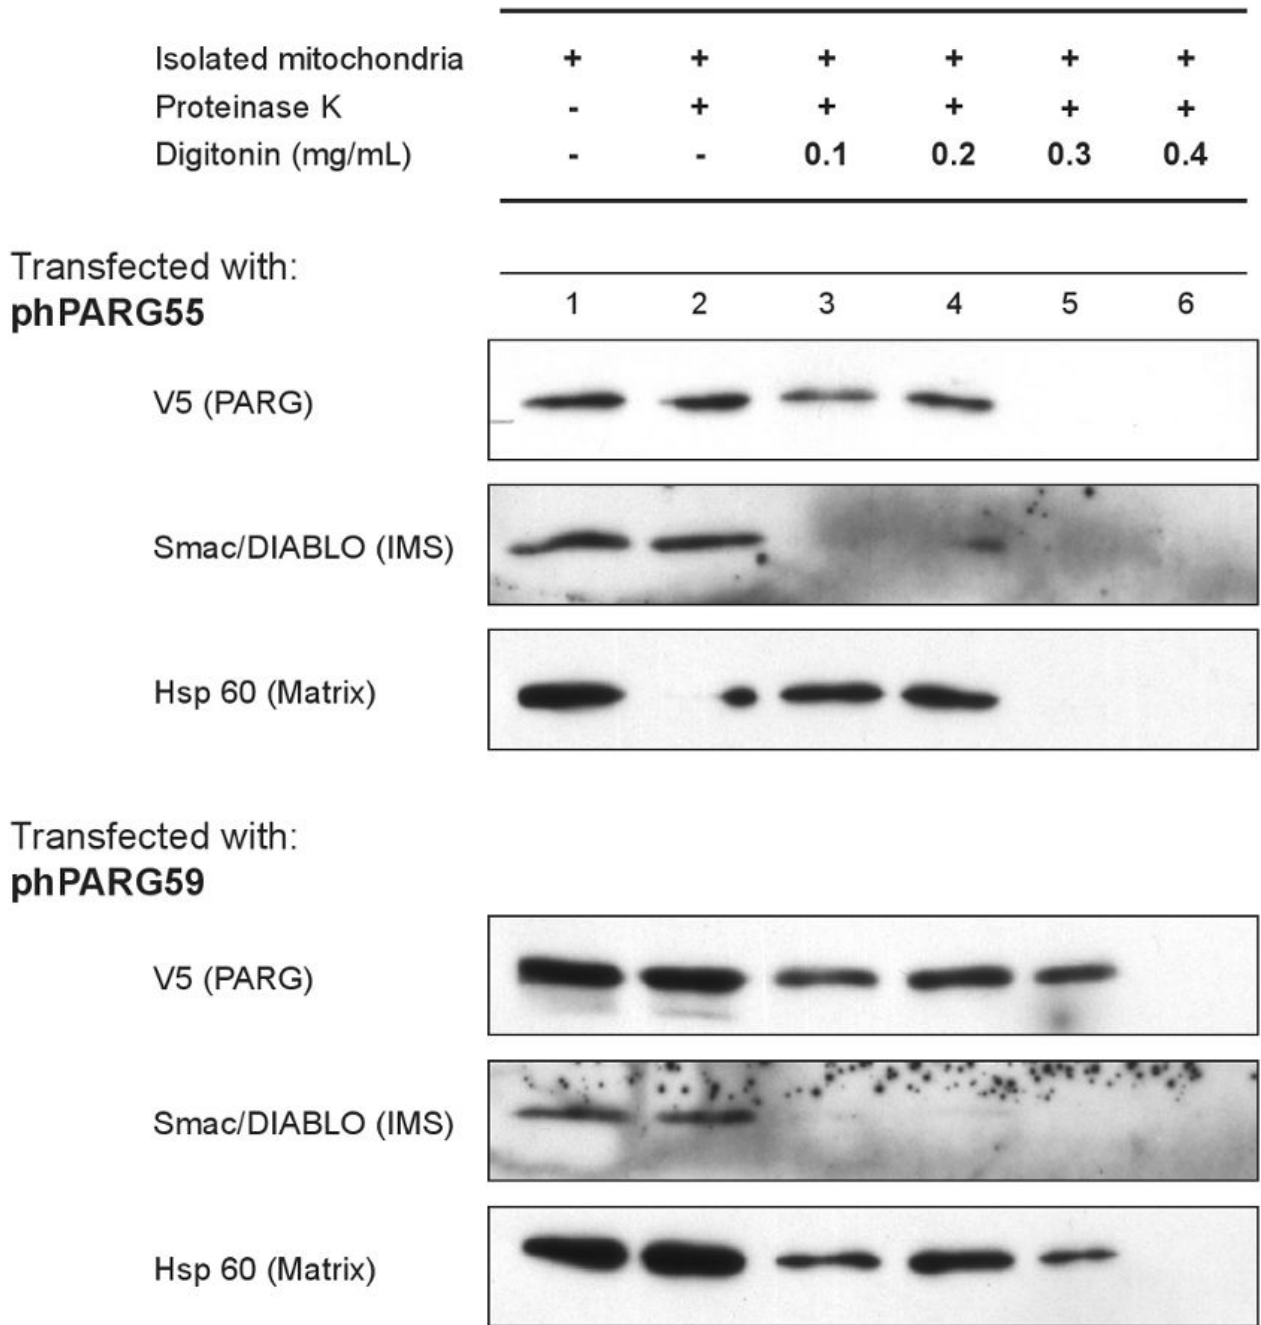 Isolated mitochondria + + + + + +
Proteinase K - + + + + +
Digitonin (mg/mL) - - 0.1 0.2 0.3 0.4
Transfected with:
phPARG55
1 2 3 4 5 6
V5 (PARG)
Smac/DIABLO (IMS)
Hsp 60 (Matrix)
Transfected with:
phPARG59
V5 (PARG)
Smac/DIABLO (IMS)
Hsp 60 (Matrix)